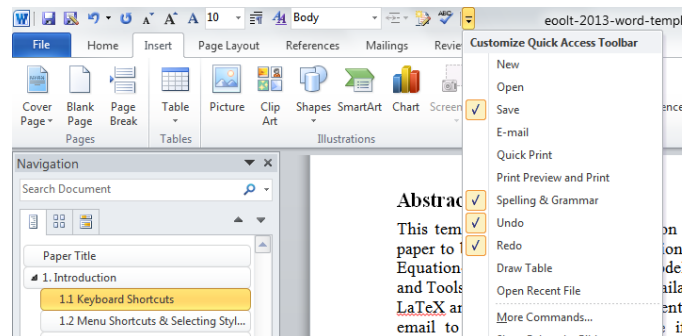 W 10 Body ABC eoolt-2013-word-templ
File Home Insert Page Layout References Mailings Revie
Customize Quick Access Toolbar
New
Open
Save
E-mail
Quick Print
Print Preview and Print
Spelling & Grammar
Undo
Redo
Draw Table
Open Recent File
More Commands...
Cover Page Blank Page Page Break Table Picture Clip Art Shapes SmartArt Chart Screen
Pages Tables Illustrations
Navigation
Search Document
Paper Title
1. Introduction
1.1 Keyboard Shortcuts
1.2 Menu Shortcuts & Selecting Styl...
Abstrac
This tem
paper to
Equation
and Tools
LaTeX ar
email to